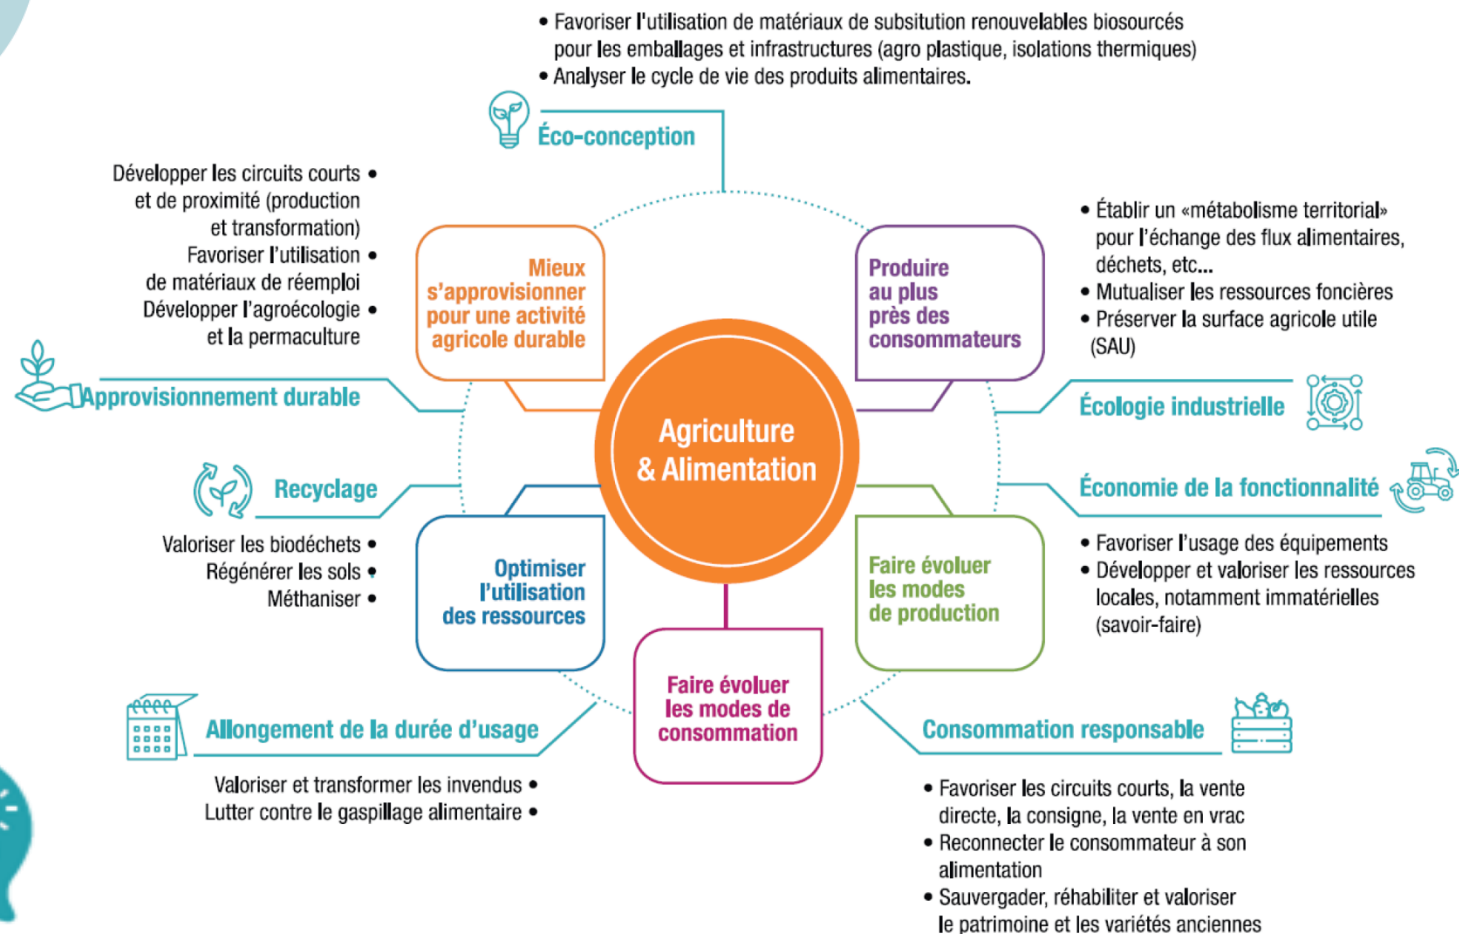 • Favoriser l'utilisation de matériaux de subsitution renouvelables biosourcés
pour les emballages et infrastructures (agro plastique, isolations thermiques)
• Analyser le cycle de vie des produits alimentaires.
Éco-conception
Développer les circuits courts •
et de proximité (production
et transformation)
Favoriser l'utilisation •
de matériaux de réemploi
Développer l'agroécologie •
et la permaculture
Approvisionnement durable
Mieux
s'approvisionner
pour une activité
agricole durable
Produire
au plus
près des
consommateurs
• Établir un «métabolisme territorial»
pour l'échange des flux alimentaires,
déchets, etc...
• Mutualiser les ressources foncières
• Préserver la surface agricole utile
(SAU)
Écologie industrielle
Agriculture
& Alimentation
Recyclage
Valoriser les biodéchets •
Régénérer les sols •
Méthaniser •
Optimiser
l'utilisation
des ressources
Faire évoluer
les modes
de production
Économie de la fonctionnalité
• Favoriser l'usage des équipements
• Développer et valoriser les ressources
locales, notamment immatérielles
(savoir-faire)
Faire évoluer
les modes de
consommation
Allongement de la durée d'usage
Valoriser et transformer les invendus •
Lutter contre le gaspillage alimentaire •
Consommation responsable
• Favoriser les circuits courts, la vente
directe, la consigne, la vente en vrac
• Reconnecter le consommateur à son
alimentation
• Sauvergader, réhabiliter et valoriser
le patrimoine et les variétés anciennes